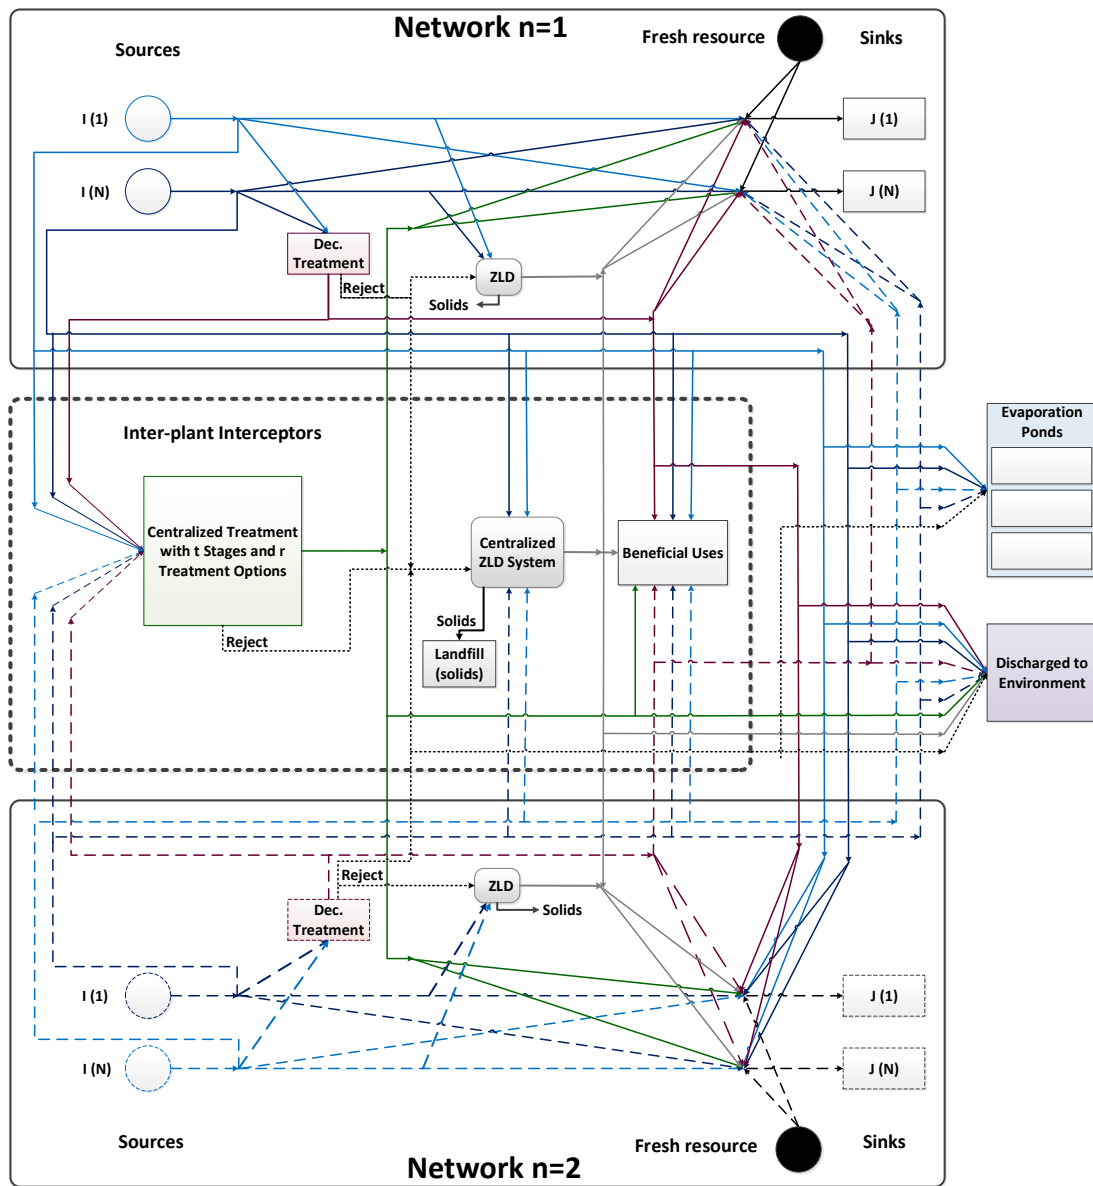 Network n=1
Sources
Fresh resource
Sinks
I (1)
J (1)
I (N)
J (N)
Dec.
Treatment
Reject
ZLD
Solids
Inter-plant Interceptors
Evaporation
Ponds
Centralized Treatment
with t Stages and r
Treatment Options
Centralized
ZLD System
Beneficial Uses
Reject
Solids
Landfill
(solids)
Discharged to
Environment
Reject
ZLD
Solids
Dec.
Treatment
I (1)
J (1)
I (N)
J (N)
Sources
Fresh resource
Sinks
Network n=2